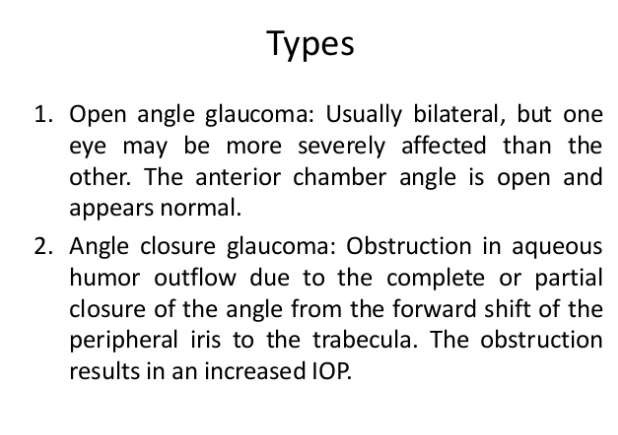 Types
1. Open angle glaucoma: Usually bilateral, but one
eye may be more severely affected than the
other. The anterior chamber angle is open and
appears normal.
2. Angle closure glaucoma: Obstruction in aqueous
humor outflow due to the complete or partial
closure of the angle from the forward shift of the
peripheral iris to the trabecula. The obstruction
results in an increased IOP.